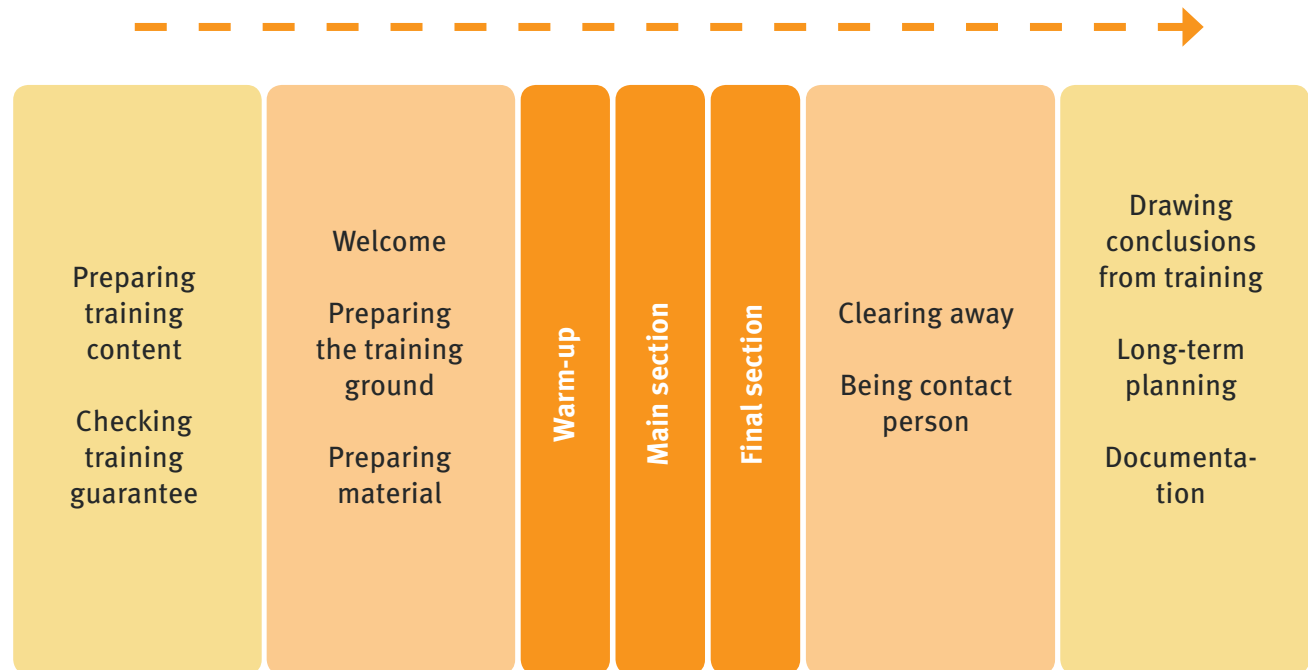 Preparing
training
content
Checking
training
guarantee
Welcome
Preparing
the training
ground
Preparing
material
Warm-up
Main section
Final section
Clearing away
Being contact
person
Drawing
conclusions
from training
Long-term
planning
Documenta-
tion